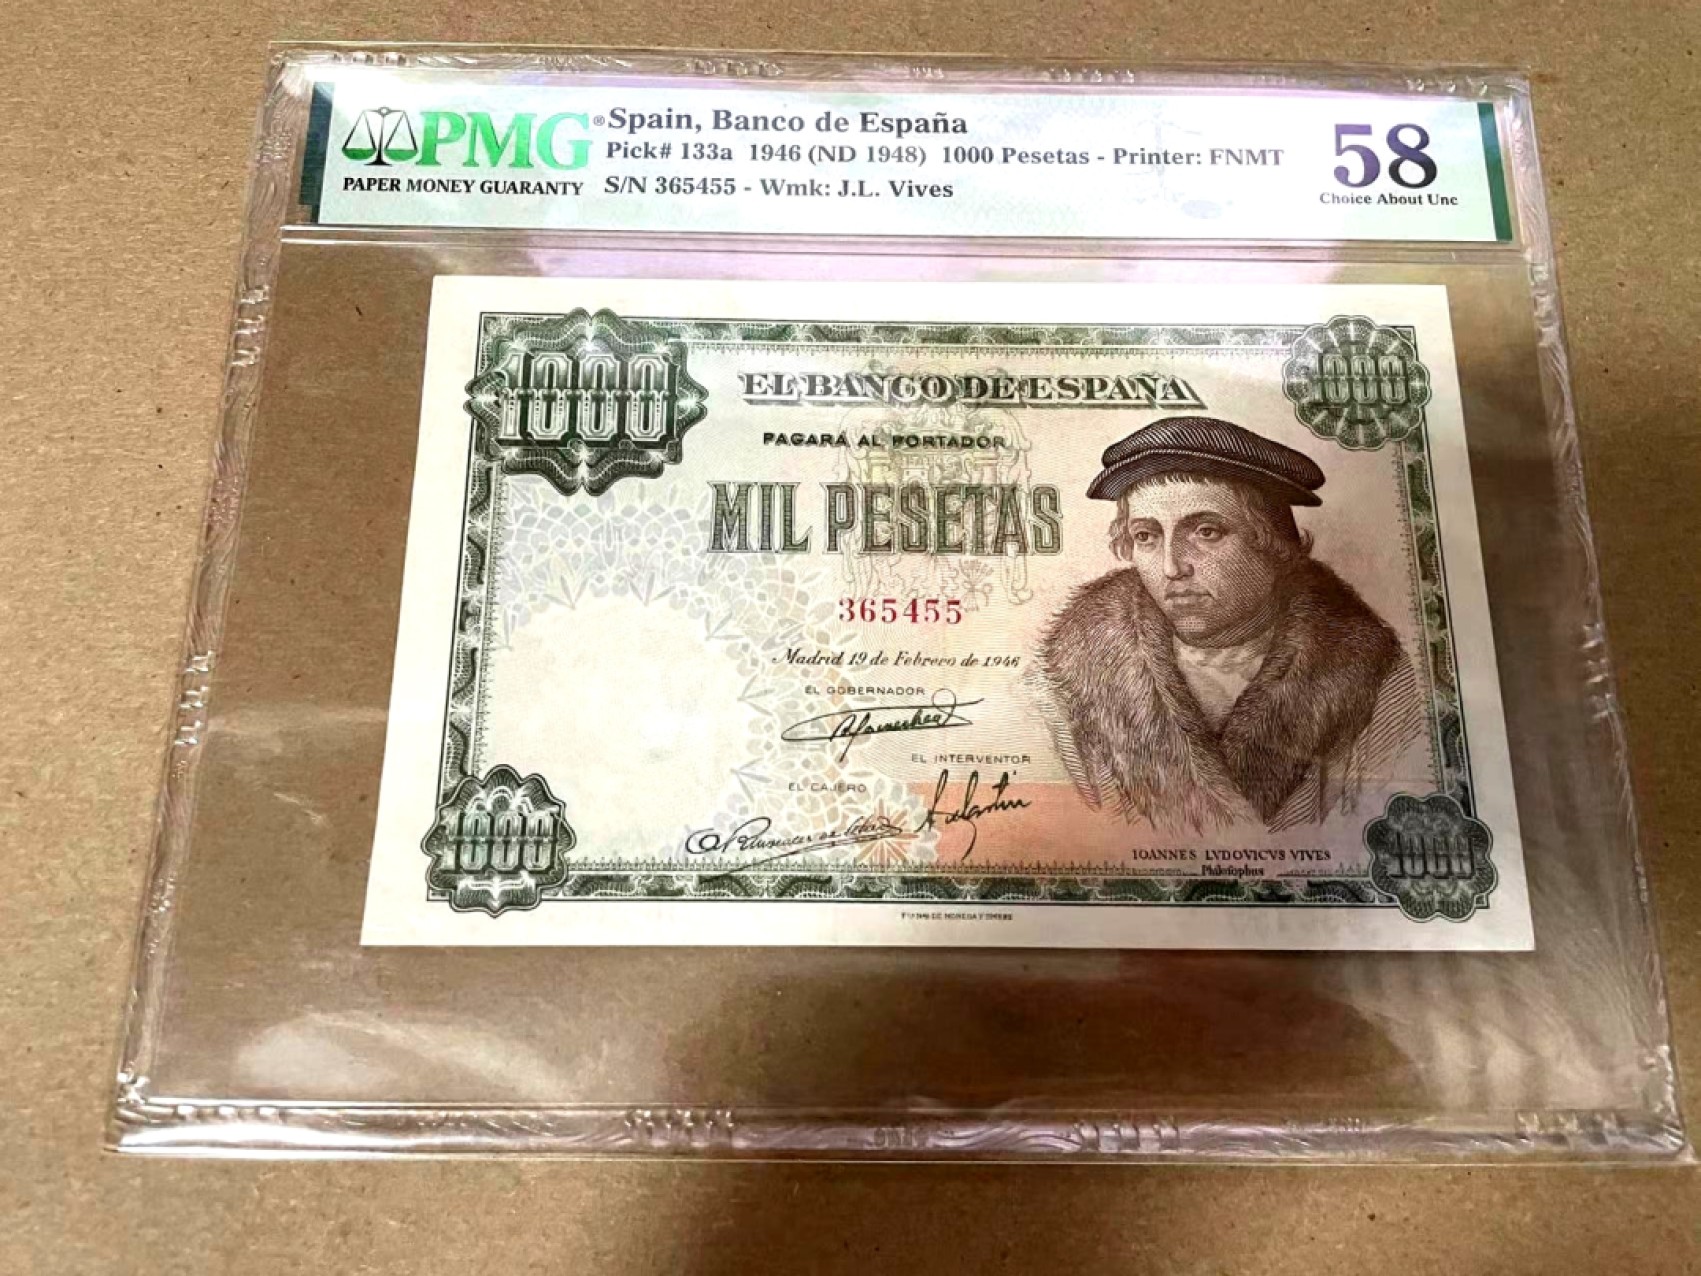 PMG® Spain, Banco de España
Pick# 133a 1946 (ND 1948) 1000 Pesetas - Printer: FNMT
PAPER MONEY GUARANTY S/N 365455 - Wmk: J.L. Vives
58
Choice About Unc
1000
1000
EL BANCO DE ESPAÑA
PAGARA AL PORTADOR
MIL PESETAS
365455
Madrid 19 de Febrero de 1946
EL GOBERNADOR
EL INTERVENTOR
EL CAJERO
1000
IOANNES LVDOVICVS VIVES
Philosophus
1000